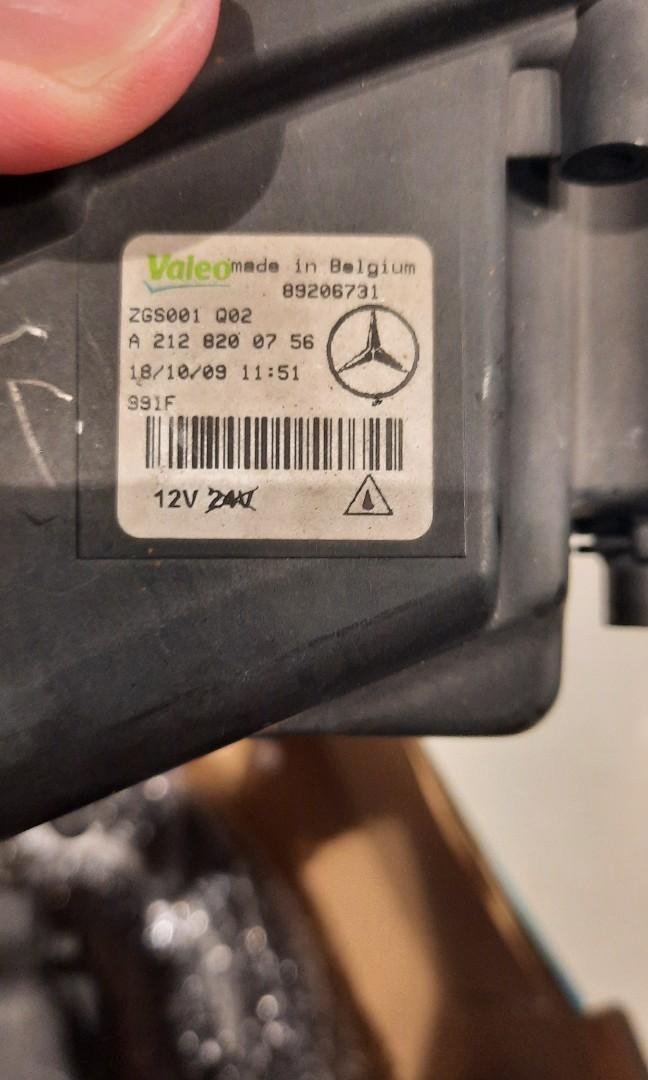 Valeo made in Belgium
89206731
ZGS001 Q02
A 212 820 07 56
18/10/09 11:51
991F
12V 24V